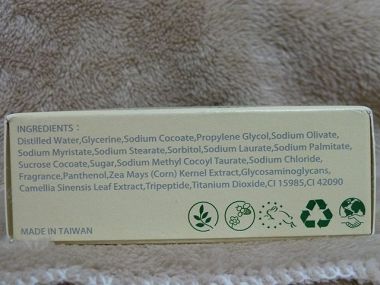 INGREDIENTS:
Distilled Water,Glycerine,Sodium Cocoate,Propylene Glycol,Sodium Olivate,
Sodium Myristate,Sodium Stearate,Sorbitol,Sodium Laurate,Sodium Palmitate,
Sucrose Cocoate,Sugar,Sodium Methyl Cocoyl Taurate,Sodium Chloride,
Fragrance,Panthenol,Zea Mays (Corn) Kernel Extract,Glycosaminoglycans,
Camellia Sinensis Leaf Extract,Tripeptide,Titanium Dioxide,CI 15985,CI 42090
MADE IN TAIWAN